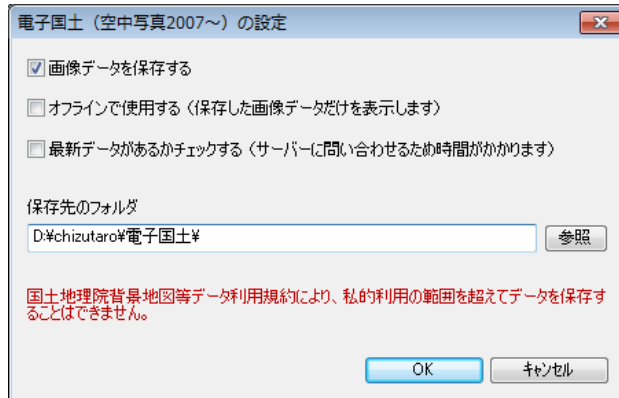 電子国土（空中写真2007～）の設定
画像データを保存する
オフラインで使用する（保存した画像データだけを表示します）
最新データがあるかチェックする（サーバーに問い合わせるため時間がかかります）
保存先のフォルダ
D:¥chizutaro¥電子国土¥
参照
国土地理院背景地図等データ利用規約により、私的利用の範囲を超えてデータを保存す
ることはできません。
OK
キャンセル